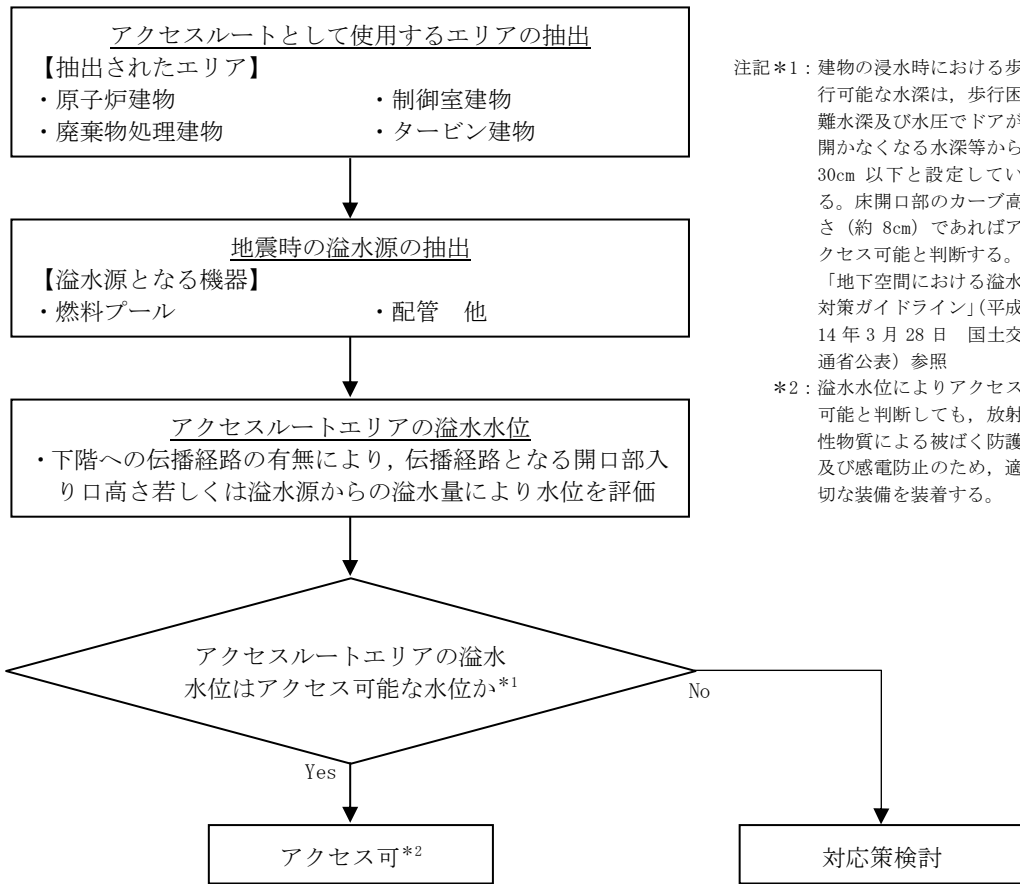 アクセスルートとして使用するエリアの抽出
【抽出されたエリア】
・原子炉建物 ・制御室建物
・廃棄物処理建物 ・タービン建物
地震時の溢水源の抽出
【溢水源となる機器】
・燃料プール ・配管 他
アクセスルートエリアの溢水水位
・下階への伝播経路の有無により，伝播経路となる開口部入
り口高さ若しくは溢水源からの溢水量により水位を評価
アクセスルートエリアの溢水
水位はアクセス可能な水位か*1
No
Yes
アクセス可*2
対応策検討
注記＊1：建物の浸水時における歩
行可能な水深は，歩行困
難水深及び水圧でドアが
開かなくなる水深等から
30cm 以下と設定してい
る。床開口部のカーブ高
さ（約 8cm）であればア
クセス可能と判断する。
「地下空間における溢水
対策ガイドライン」（平成
14 年 3 月 28 日 国土交
通省公表）参照
＊2：溢水水位によりアクセス
可能と判断しても，放射
性物質による被ばく防護
及び感電防止のため，適
切な装備を装着する。